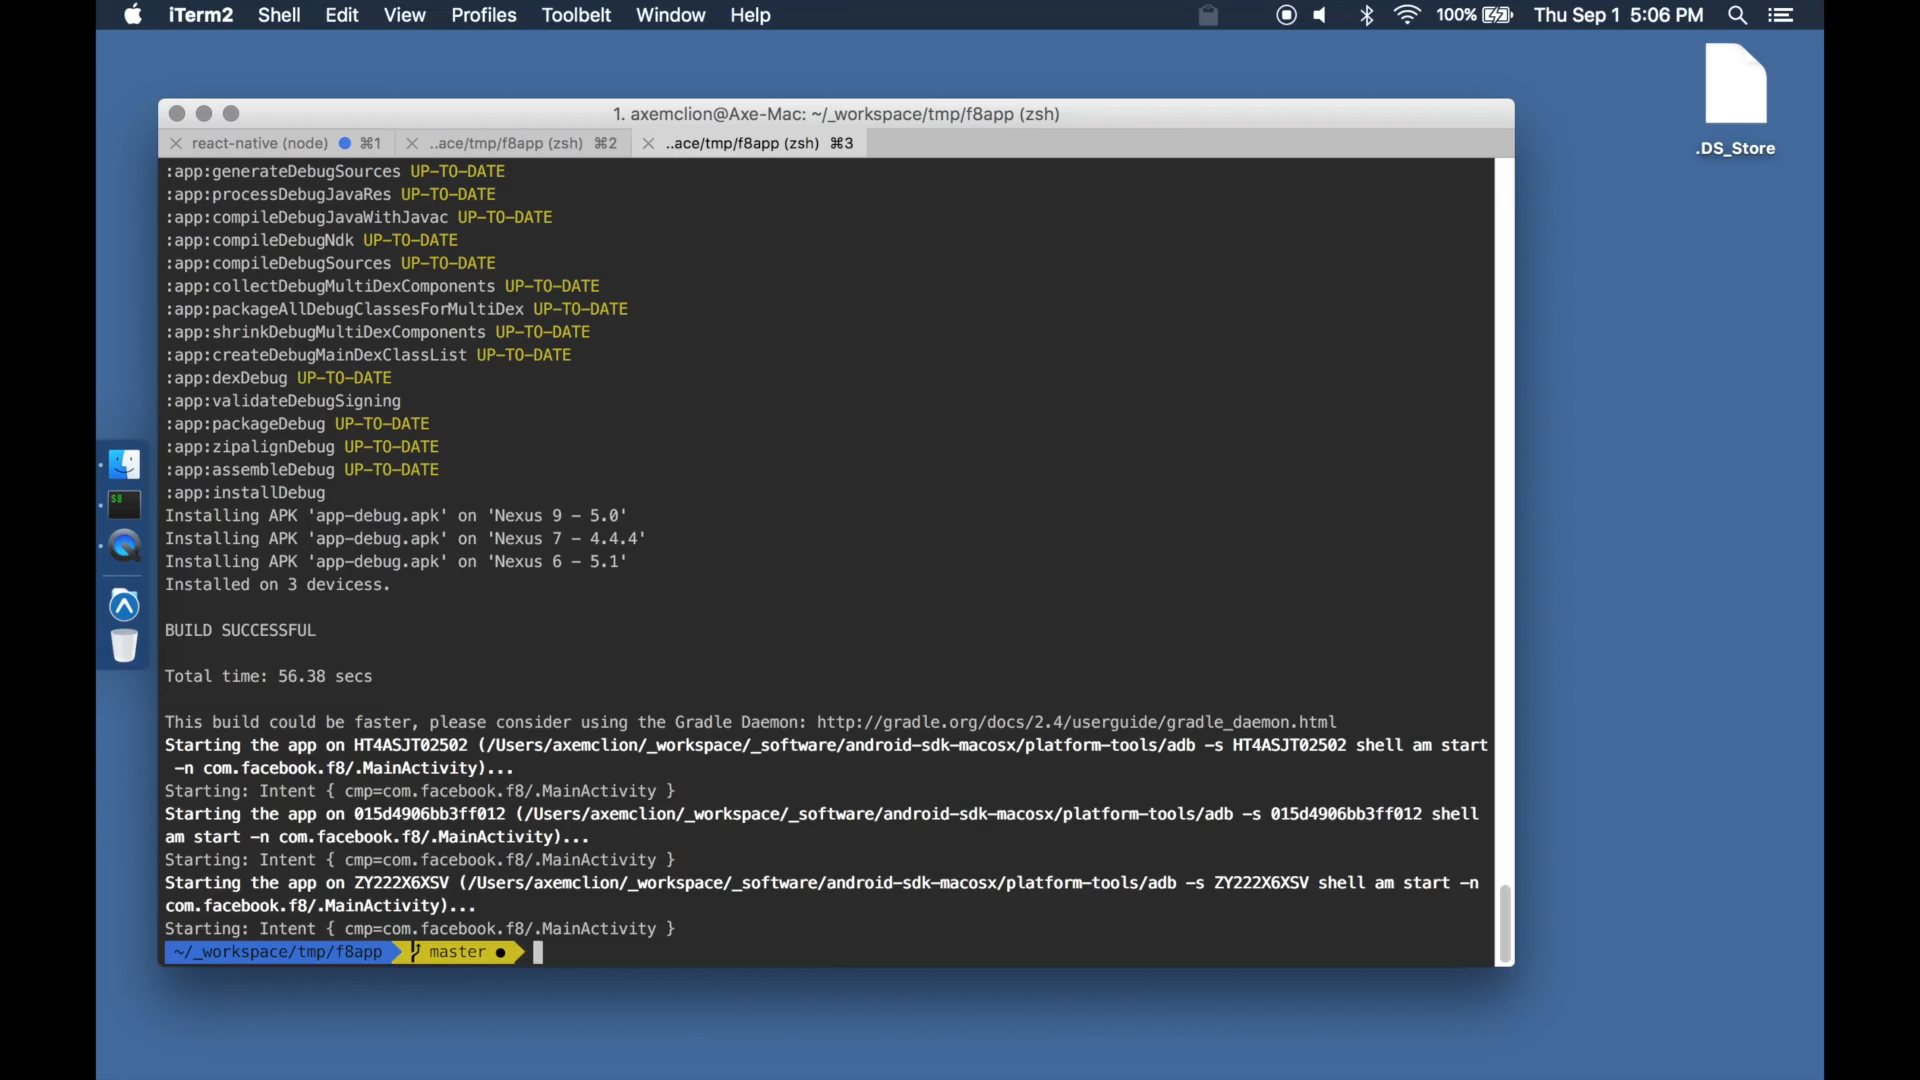 iTerm2 Shell Edit View Profiles Toolbelt Window Help 100% Thu Sep 1 5:06 PM
.DS_Store
1. axemclion@Axe-Mac: ~/_workspace/tmp/f8app (zsh)
react-native (node) ⌘1 ..ace/tmp/f8app (zsh) ⌘2 ..ace/tmp/f8app (zsh) ⌘3
:app:generateDebugSources UP-TO-DATE
:app:processDebugJavaRes UP-TO-DATE
:app:compileDebugJavaWithJavac UP-TO-DATE
:app:compileDebugNdk UP-TO-DATE
:app:compileDebugSources UP-TO-DATE
:app:collectDebugMultiDexComponents UP-TO-DATE
:app:packageAllDebugClassesForMultiDex UP-TO-DATE
:app:shrinkDebugMultiDexComponents UP-TO-DATE
:app:createDebugMainDexClassList UP-TO-DATE
:app:dexDebug UP-TO-DATE
:app:validateDebugSigning
:app:packageDebug UP-TO-DATE
:app:zipalignDebug UP-TO-DATE
:app:assembleDebug UP-TO-DATE
:app:installDebug
Installing APK 'app-debug.apk' on 'Nexus 9 - 5.0'
Installing APK 'app-debug.apk' on 'Nexus 7 - 4.4.4'
Installing APK 'app-debug.apk' on 'Nexus 6 - 5.1'
Installed on 3 devicess.
BUILD SUCCESSFUL
Total time: 56.38 secs
This build could be faster, please consider using the Gradle Daemon: http://gradle.org/docs/2.4/userguide/gradle_daemon.html
Starting the app on HT4ASJT02502 (/Users/axemclion/_workspace/_software/android-sdk-macosx/platform-tools/adb -s HT4ASJT02502 shell am start
-n com.facebook.f8/.MainActivity)...
Starting: Intent { cmp=com.facebook.f8/.MainActivity }
Starting the app on 015d4906bb3ff012 (/Users/axemclion/_workspace/_software/android-sdk-macosx/platform-tools/adb -s 015d4906bb3ff012 shell
am start -n com.facebook.f8/.MainActivity)...
Starting: Intent { cmp=com.facebook.f8/.MainActivity }
Starting the app on ZY222X6XSV (/Users/axemclion/_workspace/_software/android-sdk-macosx/platform-tools/adb -s ZY222X6XSV shell am start -n
com.facebook.f8/.MainActivity)...
Starting: Intent { cmp=com.facebook.f8/.MainActivity }
~/_workspace/tmp/f8app master ●